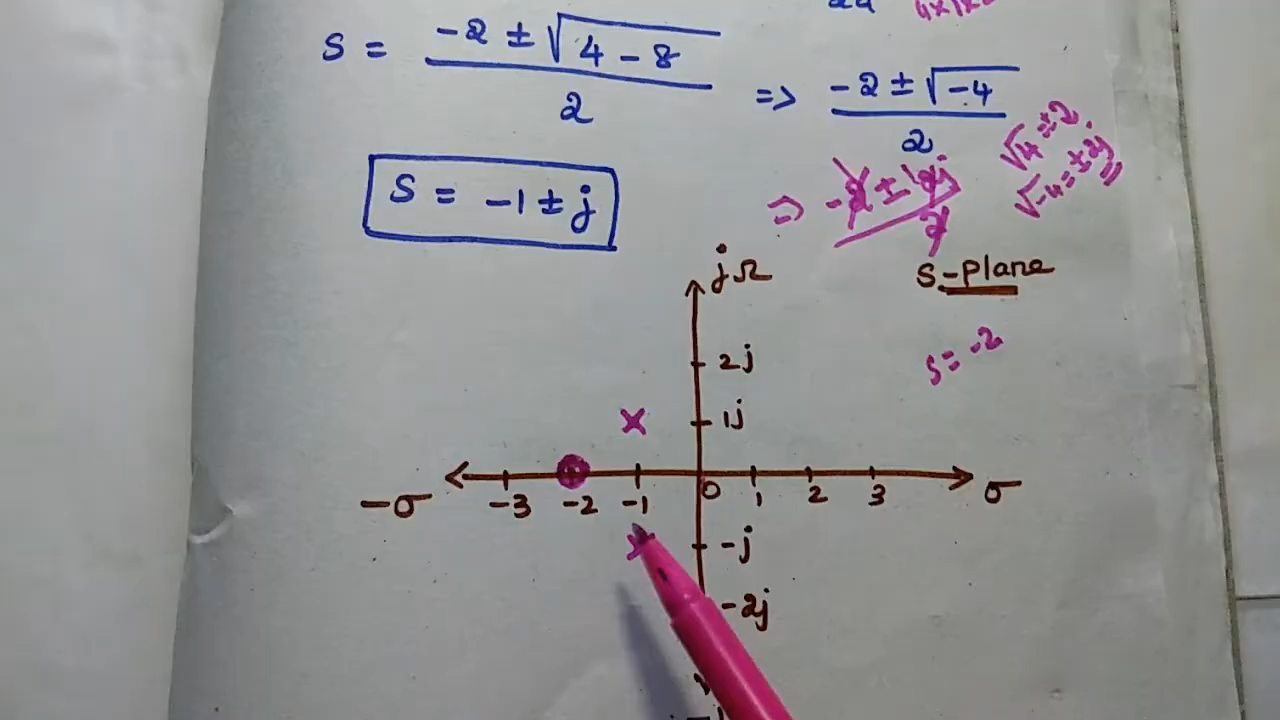 S = -2 ± √4 - 8 / 2 => -2 ± √-4 / 2
√4 = ±2
√-4 = ±2j
S = -1 ± j
=> -2 ± 2j / 2
jΩ
S-plane
2j
S = -2
1j
-σ -3 -2 -1 0 1 2 3 σ
-j
-2j